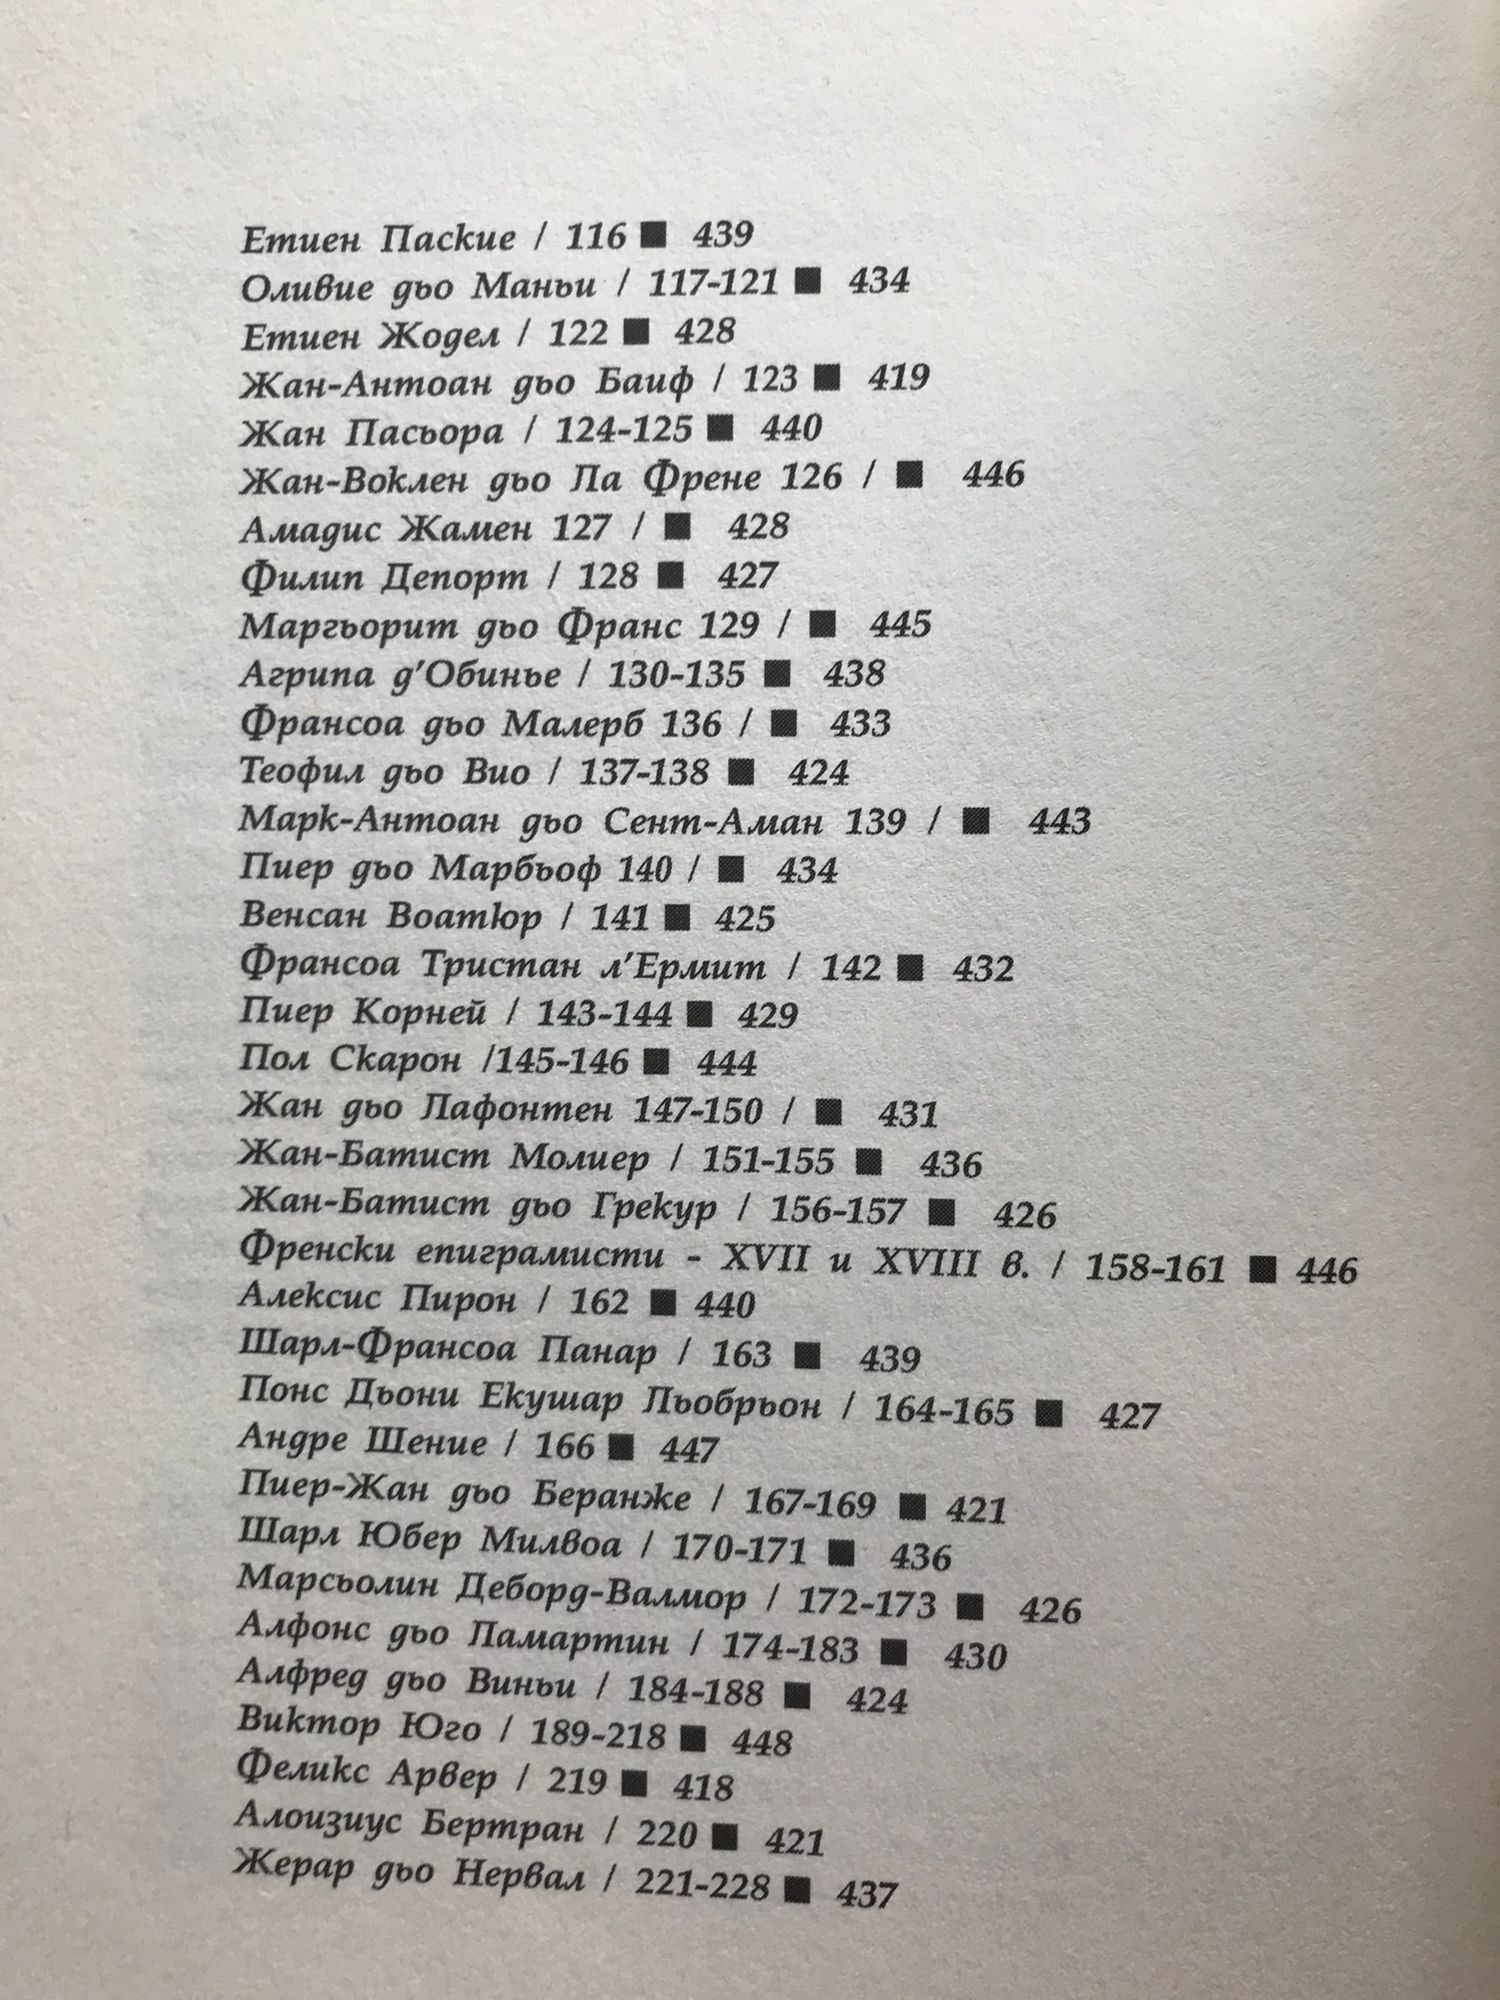 Етиен Паские / 116 ■ 439
Оливие дьо Маньи / 117-121 ■ 434
Етиен Жодел / 122 ■ 428
Жан-Антоан дьо Баиф / 123 ■ 419
Жан Пасьора / 124-125 ■ 440
Жан-Воклен дьо Ла Френе 126 / ■ 446
Амадис Жамен 127 / ■ 428
Филип Депорт / 128 ■ 427
Маргьорит дьо Франс 129 / ■ 445
Агрипа д'Обинье / 130-135 ■ 438
Франсоа дьо Малерб 136 / ■ 433
Теофил дьо Вио / 137-138 ■ 424
Марк-Антоан дьо Сент-Аман 139 / ■ 443
Пиер дьо Марбьоф 140 / ■ 434
Венсан Воатюр / 141 ■ 425
Франсоа Тристан л'Ермит / 142 ■ 432
Пиер Корней / 143-144 ■ 429
Пол Скарон /145-146 ■ 444
Жан дьо Лафонтен 147-150 / ■ 431
Жан-Батист Молиер / 151-155 ■ 436
Жан-Батист дьо Грекур / 156-157 ■ 426
Френски епиграмисти - XVII и XVIII в. / 158-161 ■ 446
Алексис Пирон / 162 ■ 440
Шарл-Франсоа Панар / 163 ■ 439
Понс Дьони Екушар Льобрьон / 164-165 ■ 427
Андре Шение / 166 ■ 447
Пиер-Жан дьо Беранже / 167-169 ■ 421
Шарл Юбер Милвоа / 170-171 ■ 436
Марсьолин Деборд-Валмор / 172-173 ■ 426
Алфонс дьо Ламартин / 174-183 ■ 430
Алфред дьо Виньи / 184-188 ■ 424
Виктор Юго / 189-218 ■ 448
Феликс Арвер / 219 ■ 418
Алоизиус Бертран / 220 ■ 421
Жерар дьо Нервал / 221-228 ■ 437